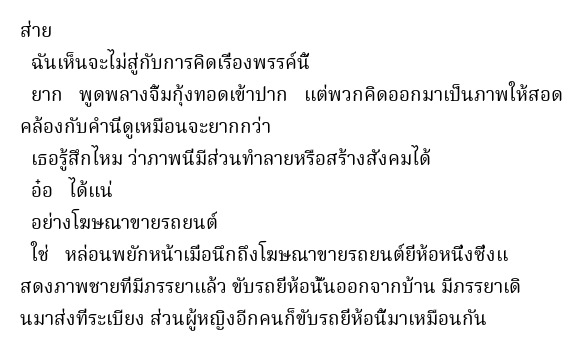 ส่าย
ฉันเห็นจะไม่สู้กับการคิดเรื่องพรรค์นี้
ยาก พูดพลางจิ้มกุ้งทอดเข้าปาก แต่พวกคิดออกมาเป็นภาพให้สอด
คล้องกับคำนี่ดูเหมือนจะยากกว่า
เธอรู้สึกไหม ว่าภาพนี่มีส่วนทำลายหรือสร้างสังคมได้
อ๋อ ได้แน่
อย่างโฆษณาขายรถยนต์
ใช่ หล่อนพยักหน้าเมื่อนึกถึงโฆษณาขายรถยนต์ยี่ห้อหนึ่งซึ่งแ
สดงภาพชายที่มีภรรยาแล้ว ขับรถยี่ห้อนั้นออกจากบ้าน มีภรรยาเดิ
นมาส่งที่ระเบียง ส่วนผู้หญิงอีกคนก็ขับรถยี่ห้อนี้มาเหมือนกัน